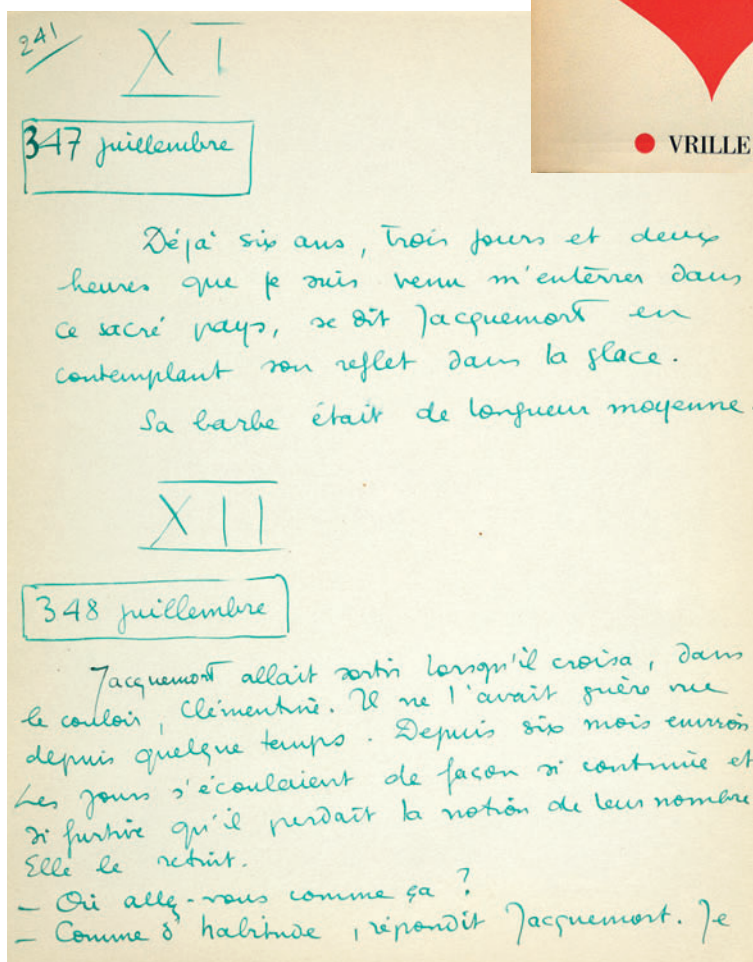 241
XI
347 juillembre
VRILLE
Déjà six ans, trois jours et deux
heures que je suis venu m'enterrer dans
ce sacré pays, se dit Jacquemort en
contemplant son reflet dans la glace.
Sa barbe était de longueur moyenne.
XII
348 juillembre
Jacquemort allait sortir lorsqu'il croisa, dans
le couloir, Clémentine. Il ne l'avait guère vue
depuis quelque temps. Depuis six mois environ
Les jours s'écoulaient de façon si continue et
si furtive qu'il perdait la notion de leur nombre
Elle le retint.
- Où allez-vous comme ça ?
- Comme d'habitude, répondit Jacquemort. Je